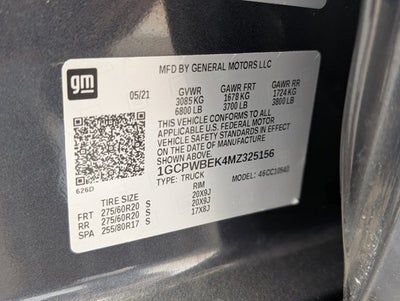 gm
MFD BY GENERAL MOTORS LLC
05/21 GVWR GAWR FRT GAWR RR
3085 KG 1678 KG 1724 KG
6800 LB 3700 LB 3800 LB
THIS VEHICLE CONFORMS TO ALL
APPLICABLE U.S. FEDERAL MOTOR
VEHICLE SAFETY STANDARDS IN
EFFECT ON THE DATE OF
MANUFACTURE SHOWN ABOVE.
1GCPWBEK4MZ325156
626D TYPE: TRUCK MODEL:
TIRE SIZE RIM
FRT 275/60R20 S 20X9J
RR 275/60R20 S 20X9J
SPA 255/80R17 S 17X8J